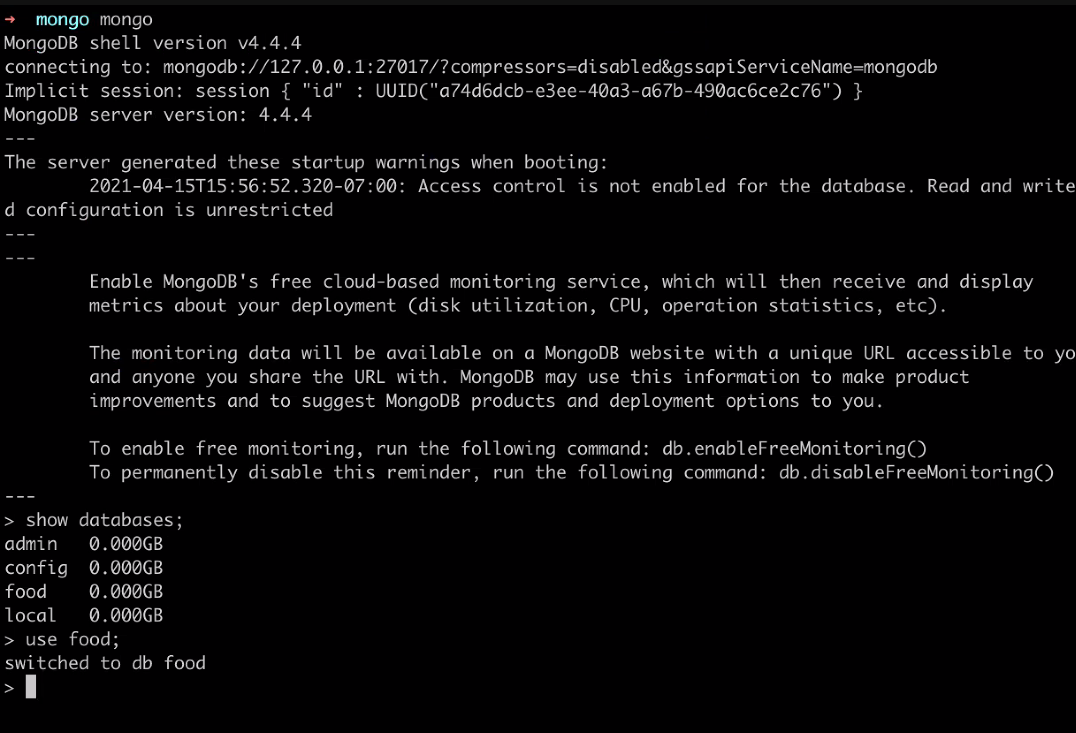 → mongo mongo
MongoDB shell version v4.4.4
connecting to: mongodb://127.0.0.1:27017/?compressors=disabled&gssapiServiceName=mongodb
Implicit session: session { "id" : UUID("a74d6dcb-e3ee-40a3-a67b-490ac6ce2c76") }
MongoDB server version: 4.4.4
---
The server generated these startup warnings when booting:
        2021-04-15T15:56:52.320-07:00: Access control is not enabled for the database. Read and write
d configuration is unrestricted
---
---
        Enable MongoDB's free cloud-based monitoring service, which will then receive and display
        metrics about your deployment (disk utilization, CPU, operation statistics, etc).

        The monitoring data will be available on a MongoDB website with a unique URL accessible to yo
        and anyone you share the URL with. MongoDB may use this information to make product
        improvements and to suggest MongoDB products and deployment options to you.

        To enable free monitoring, run the following command: db.enableFreeMonitoring()
        To permanently disable this reminder, run the following command: db.disableFreeMonitoring()
---
> show databases;
admin   0.000GB
config  0.000GB
food    0.000GB
local   0.000GB
> use food;
switched to db food
>